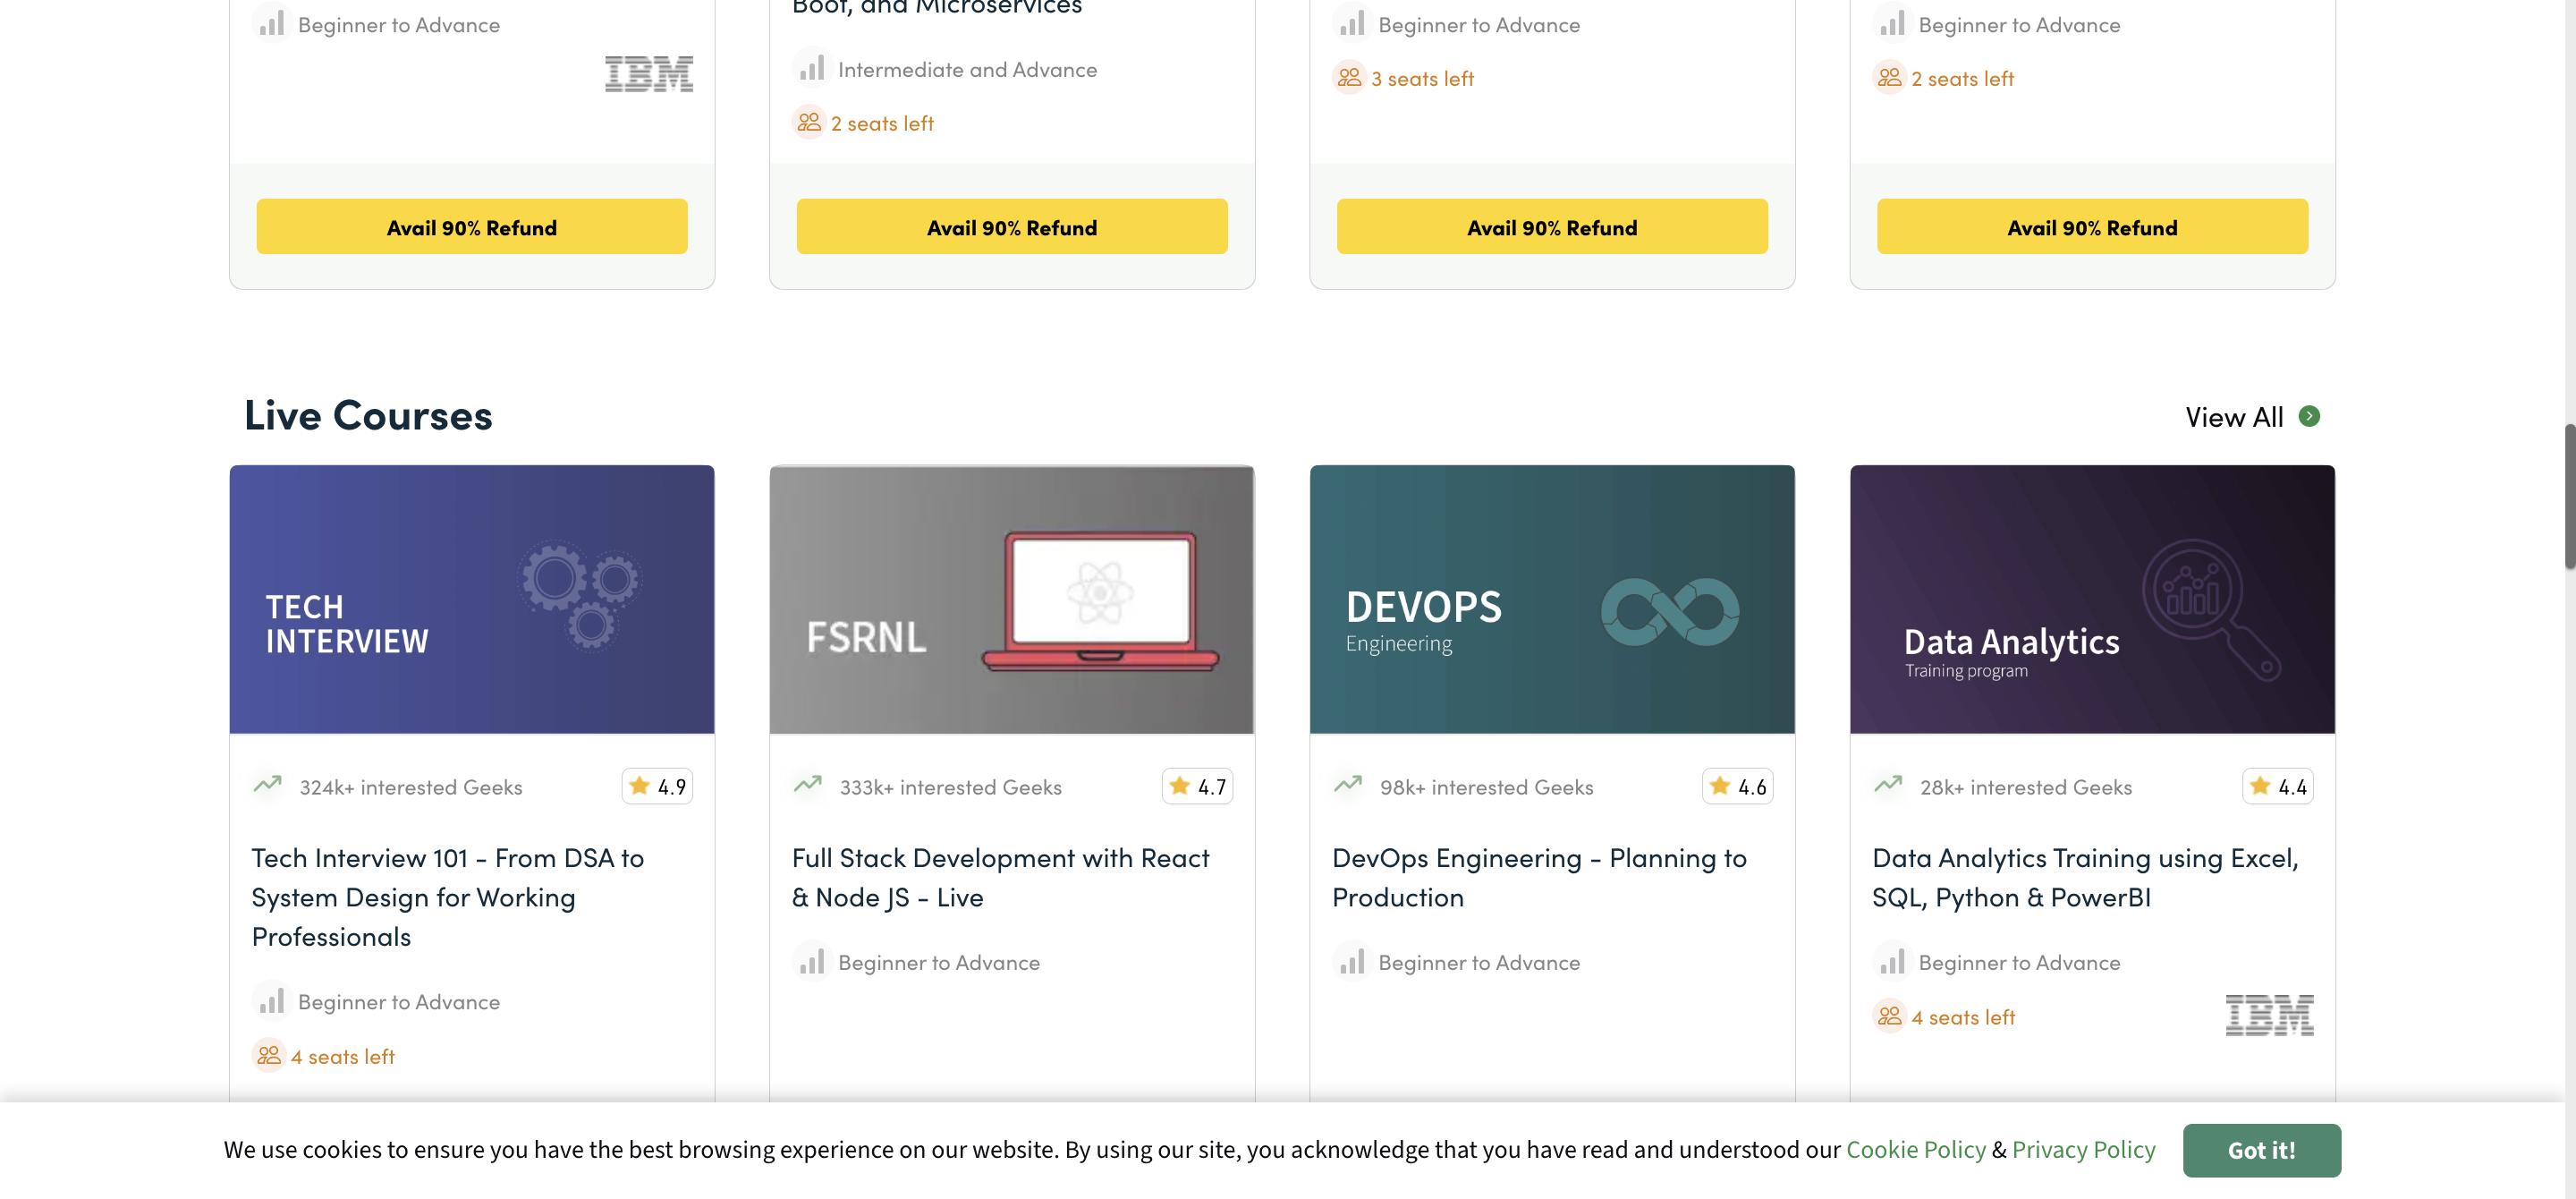 Beginner to Advance
IBM
Boot, and Microservices
Intermediate and Advance
2 seats left
Beginner to Advance
3 seats left
Beginner to Advance
2 seats left
Avail 90% Refund
Avail 90% Refund
Avail 90% Refund
Avail 90% Refund
Live Courses
View All
TECH
INTERVIEW
324k+ interested Geeks
4.9
Tech Interview 101 - From DSA to
System Design for Working
Professionals
Beginner to Advance
4 seats left
FSRNL
333k+ interested Geeks
4.7
Full Stack Development with React
& Node JS - Live
Beginner to Advance
DEVOPS
Engineering
98k+ interested Geeks
4.6
DevOps Engineering - Planning to
Production
Beginner to Advance
Data Analytics
Training program
28k+ interested Geeks
4.4
Data Analytics Training using Excel,
SQL, Python & PowerBI
Beginner to Advance
4 seats left
IBM
We use cookies to ensure you have the best browsing experience on our website. By using our site, you acknowledge that you have read and understood our Cookie Policy & Privacy Policy
Got it!